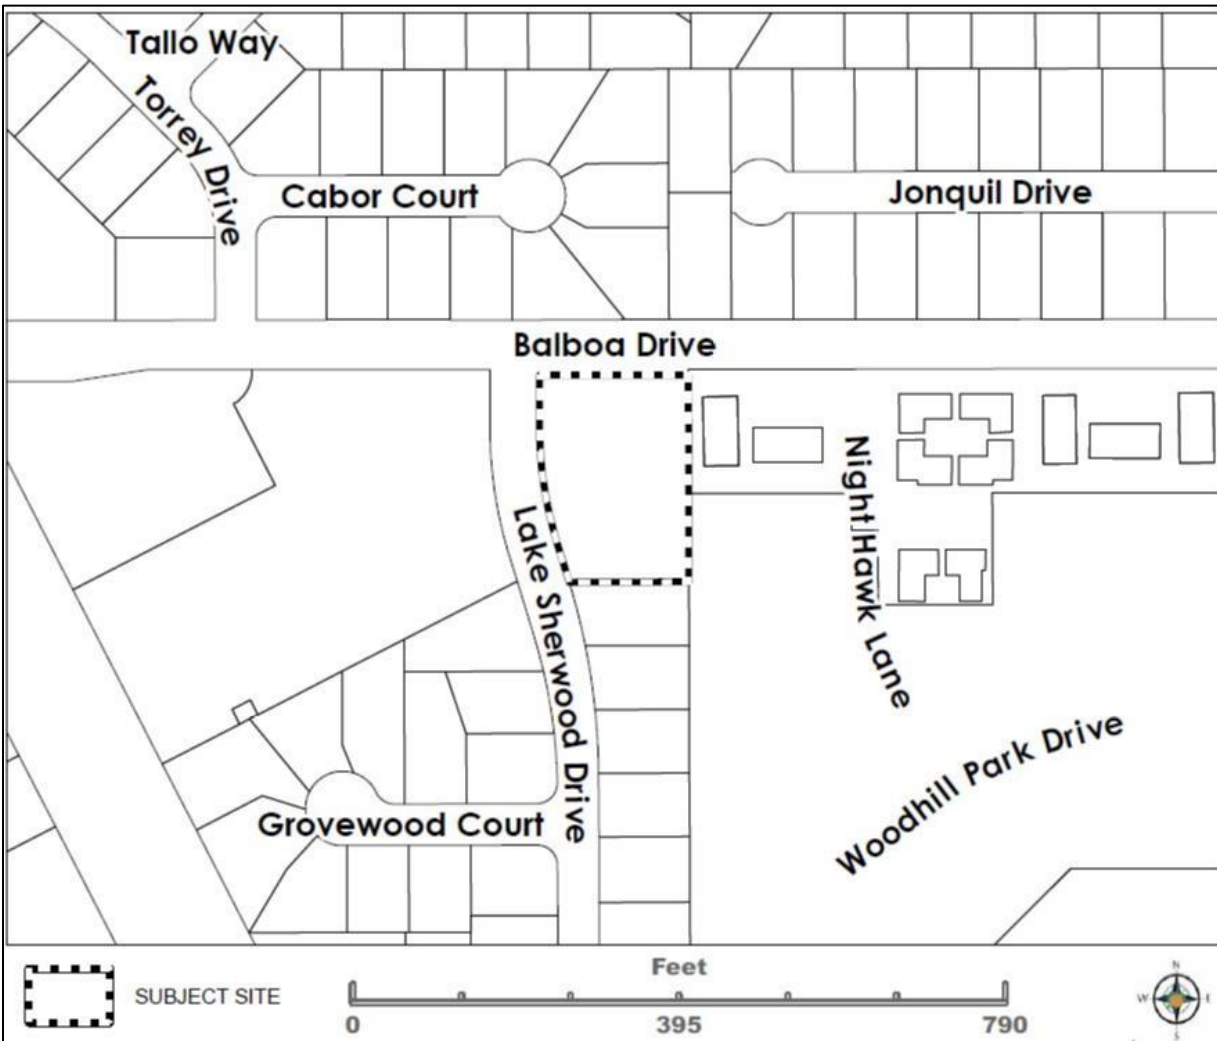 Tallo Way
Torrey Drive
Cabor Court
Jonquil Drive
Balboa Drive
Night Hawk Lane
Lake Sherwood Drive
Woodhill Park Drive
Grovewood Court
SUBJECT SITE
Feet
0 395 790
N
W E
S